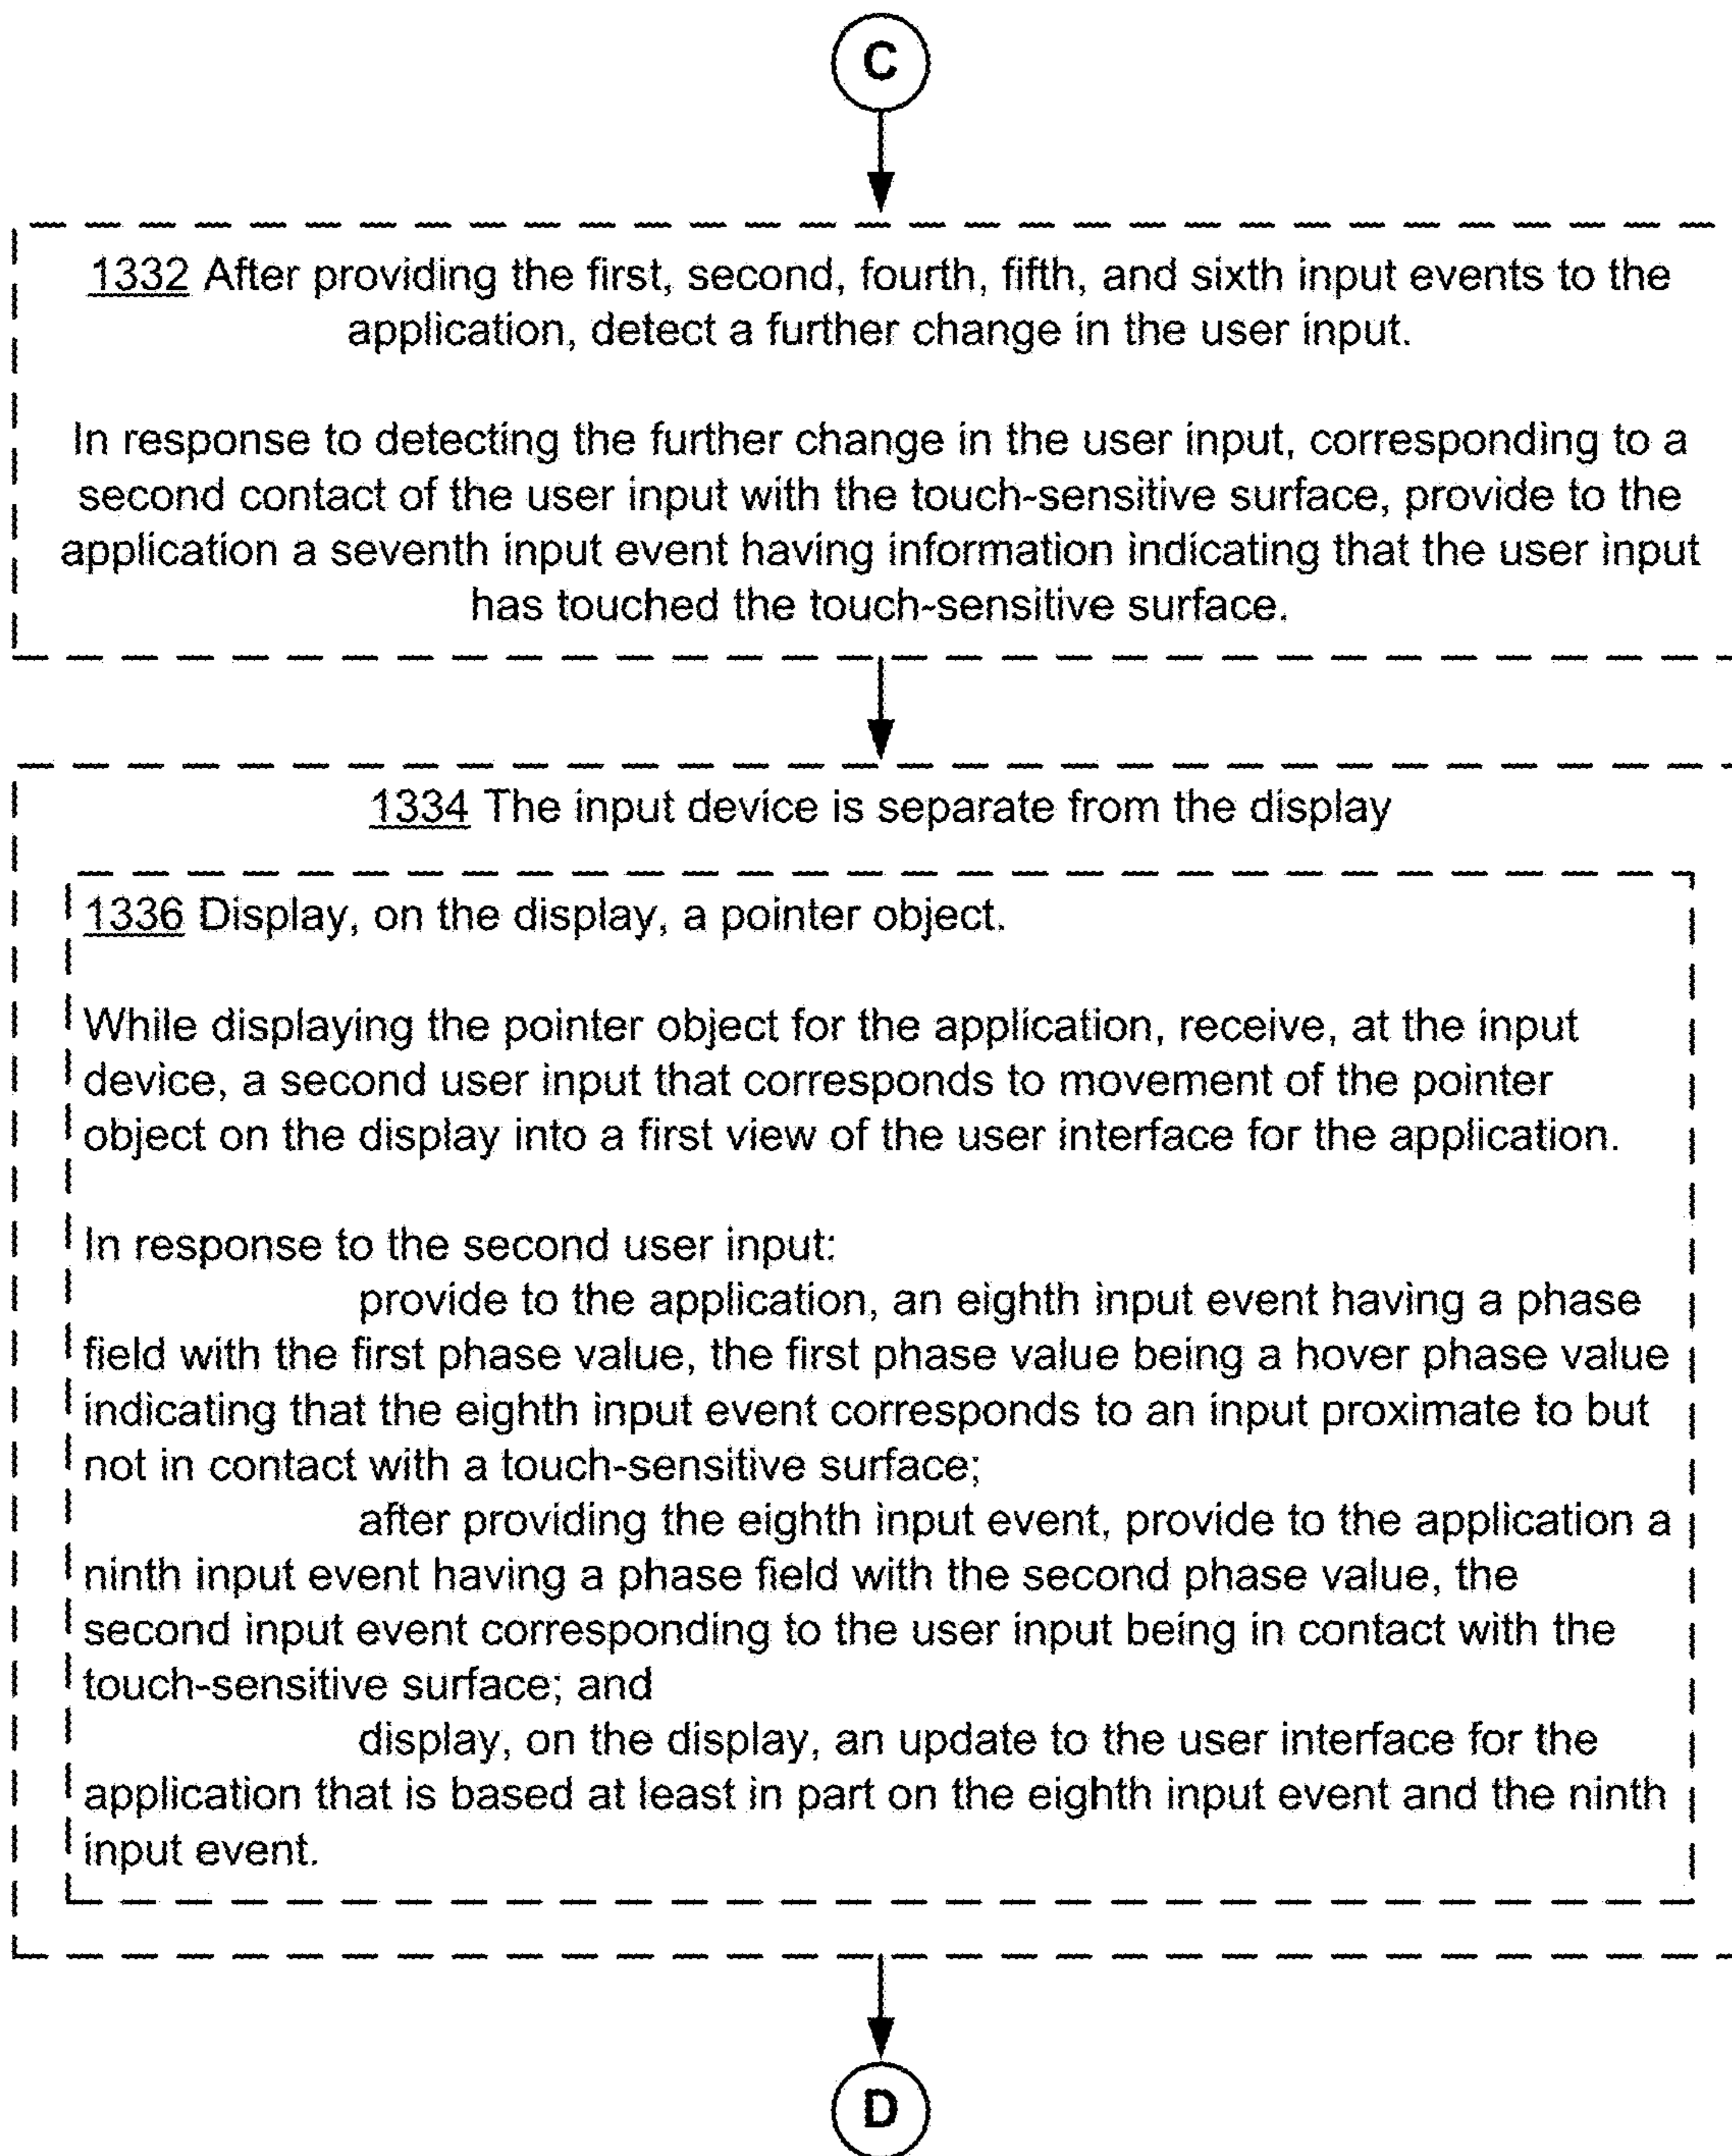 C
1332 After providing the first, second, fourth, fifth, and sixth input events to the
application, detect a further change in the user input.
In response to detecting the further change in the user input, corresponding to a
second contact of the user input with the touch-sensitive surface, provide to the
application a seventh input event having information indicating that the user input
has touched the touch-sensitive surface.
1334 The input device is separate from the display
1336 Display, on the display, a pointer object.
While displaying the pointer object for the application, receive, at the input
device, a second user input that corresponds to movement of the pointer
object on the display into a first view of the user interface for the application.
In response to the second user input:
provide to the application, an eighth input event having a phase
field with the first phase value, the first phase value being a hover phase value
indicating that the eighth input event corresponds to an input proximate to but
not in contact with a touch-sensitive surface;
after providing the eighth input event, provide to the application a
ninth input event having a phase field with the second phase value, the
second input event corresponding to the user input being in contact with the
touch-sensitive surface; and
display, on the display, an update to the user interface for the
application that is based at least in part on the eighth input event and the ninth
input event.
D